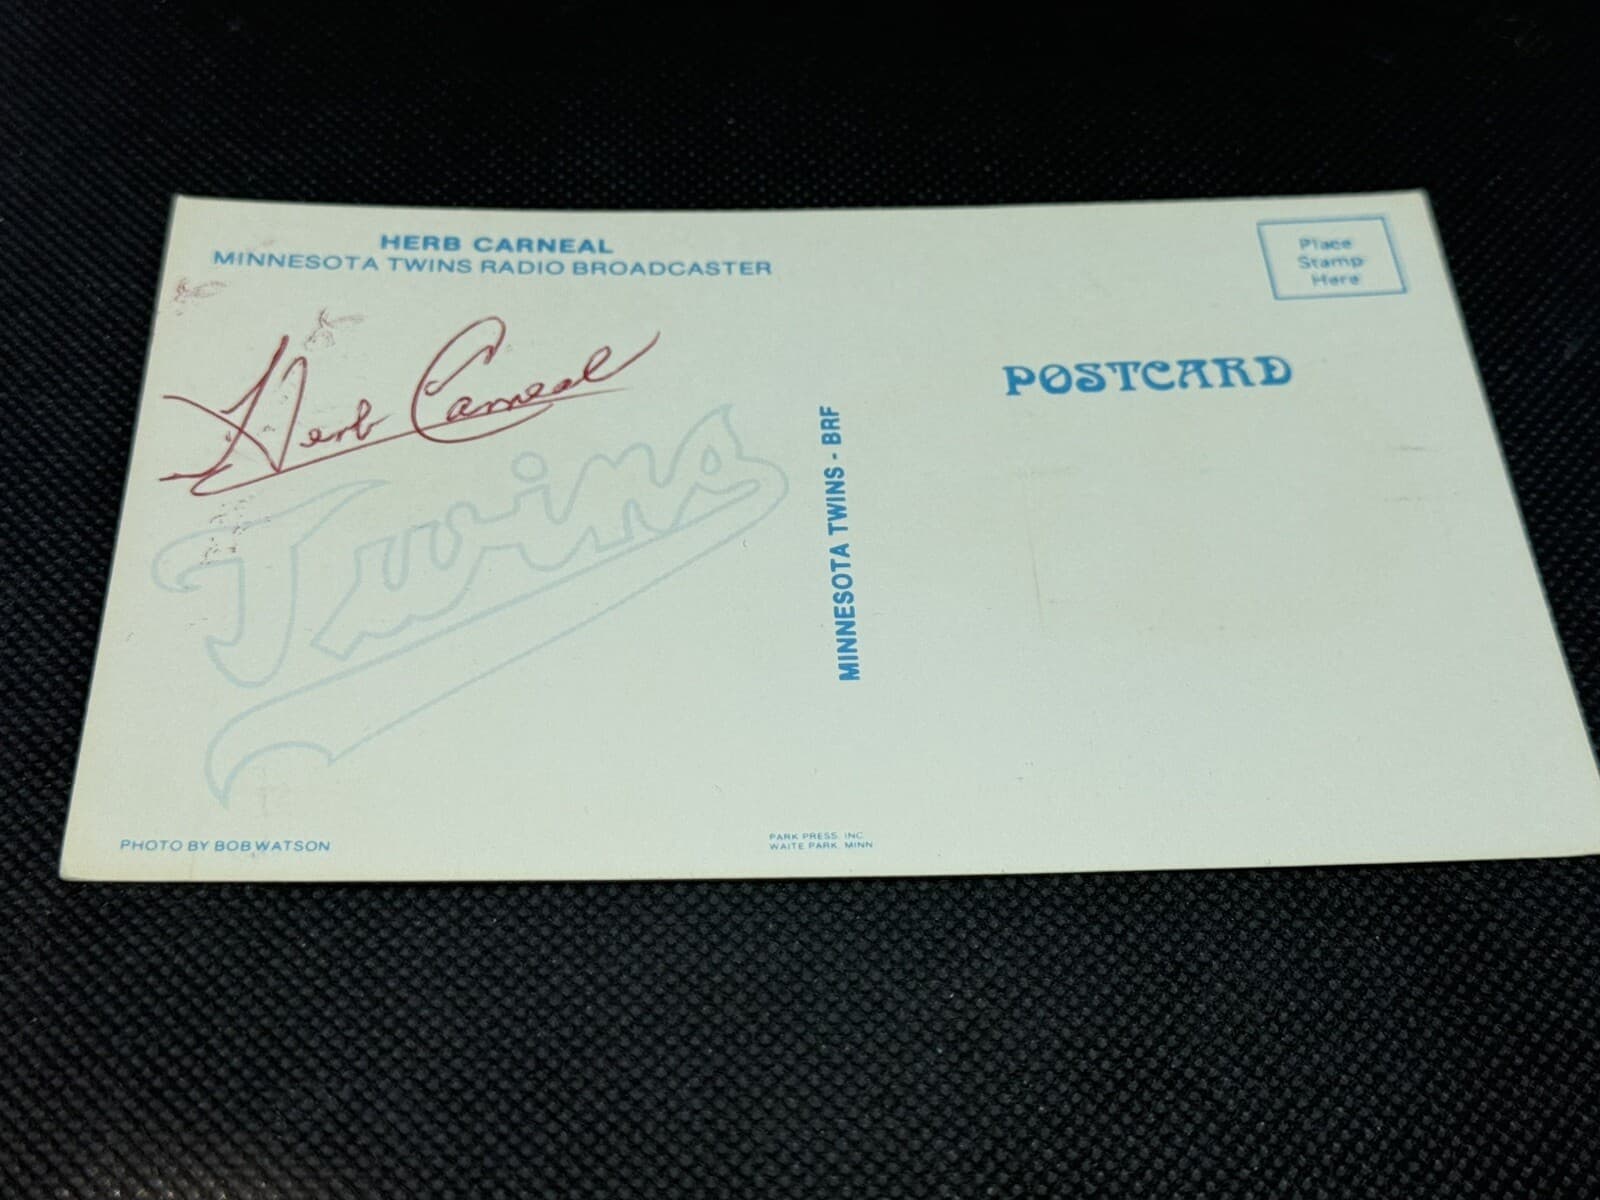 HERB CARNEAL
MINNESOTA TWINS RADIO BROADCASTER
Place
Stamp
Here
Herb Carneal
POSTCARD
Twins
MINNESOTA TWINS - BRF
PHOTO BY BOB WATSON
PARK PRESS, INC.
WAITE PARK, MINN